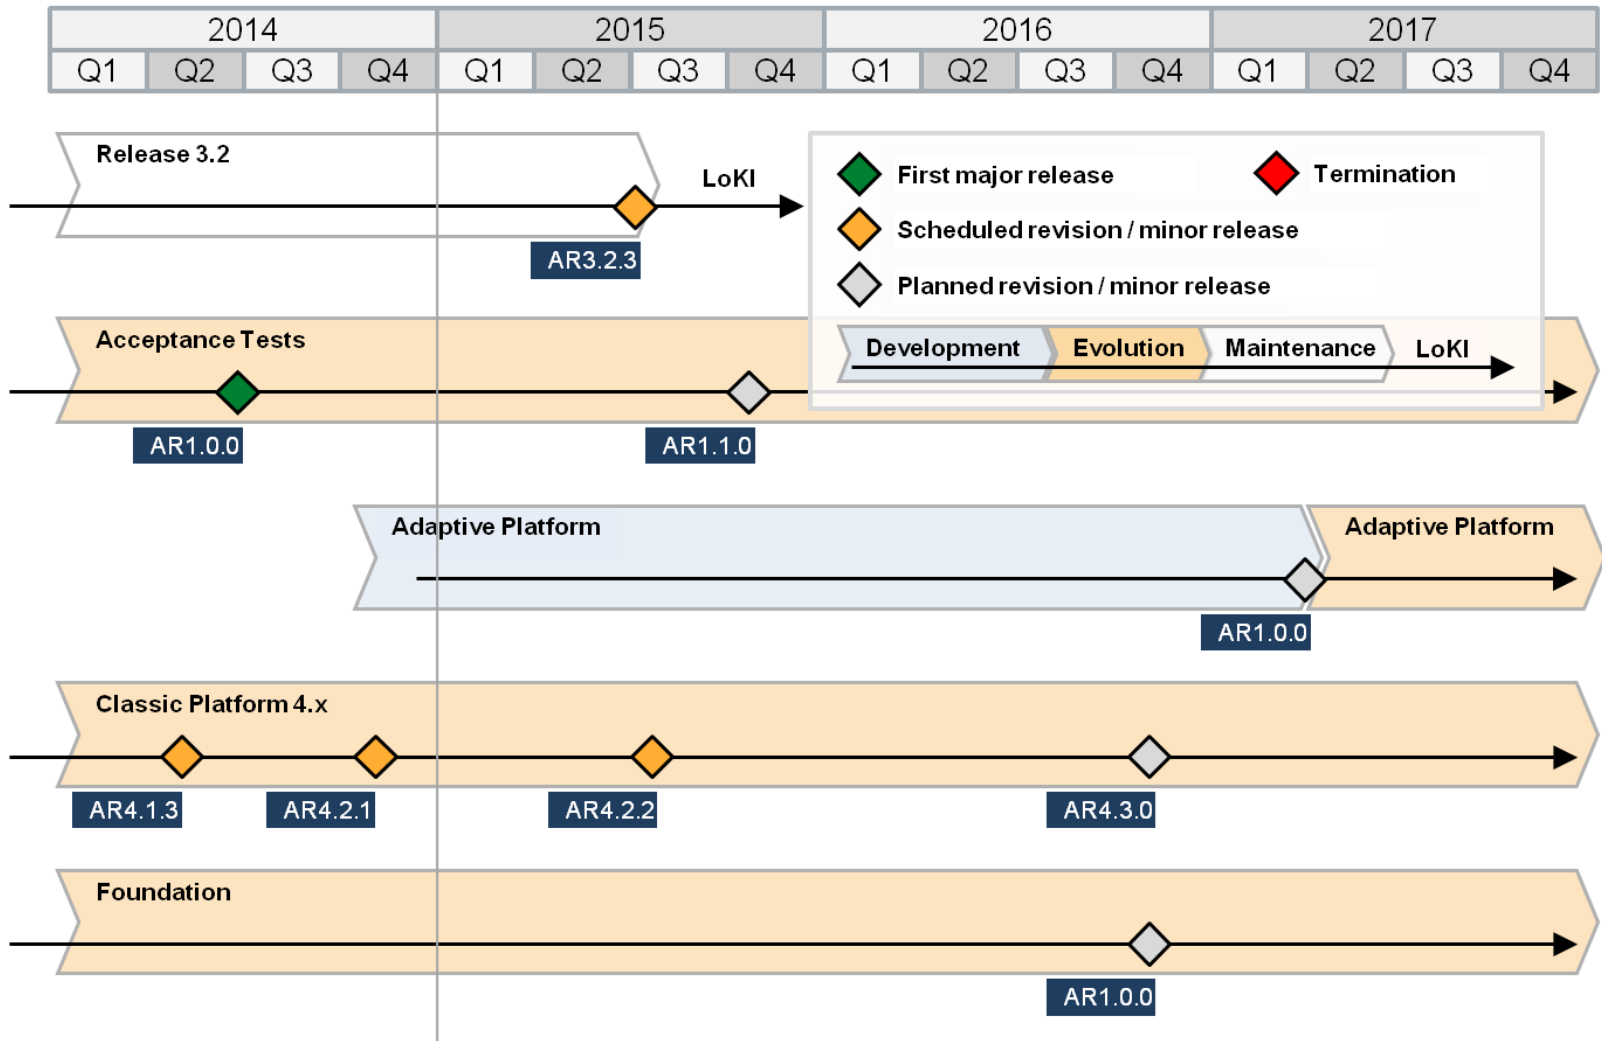 2014 2015 2016 2017
Q1 Q2 Q3 Q4 Q1 Q2 Q3 Q4 Q1 Q2 Q3 Q4 Q1 Q2 Q3 Q4
Release 3.2
LoKI
AR3.2.3
First major release
Termination
Scheduled revision / minor release
Planned revision / minor release
Development Evolution Maintenance LoKI
Acceptance Tests
AR1.0.0 AR1.1.0
Adaptive Platform Adaptive Platform
AR1.0.0
Classic Platform 4.x
AR4.1.3 AR4.2.1 AR4.2.2 AR4.3.0
Foundation
AR1.0.0